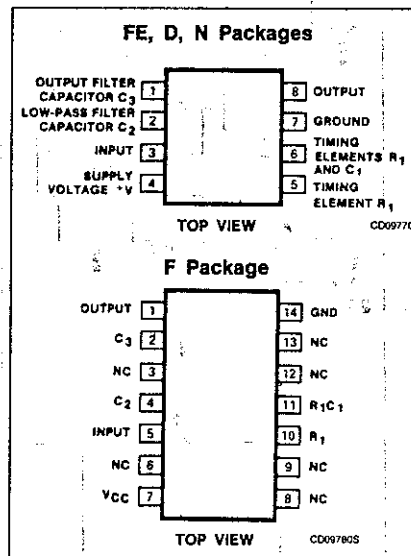 FE, D, N Packages
OUTPUT FILTER
CAPACITOR C3
1
LOW-PASS FILTER
CAPACITOR C2
2
INPUT
3
SUPPLY
VOLTAGE +V
4
8
OUTPUT
7
GROUND
6
TIMING
ELEMENTS R1
AND C1
5
TIMING
ELEMENT R1
TOP VIEW
CD0977C
F Package
OUTPUT
1
C3
2
NC
3
C2
4
INPUT
5
NC
6
VCC
7
14
GND
13
NC
12
NC
11
R1C1
10
R1
9
NC
8
NC
TOP VIEW
CD09780S